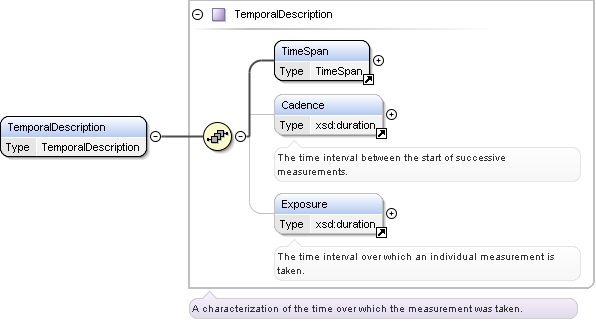 TemporalDescription
TimeSpan
Type TimeSpan
Cadence
Type xsd:duration
The time interval between the start of successive
measurements.
TemporalDescription
Type TemporalDescription
Exposure
Type xsd:duration
The time interval over which an individual measurement is
taken.
A characterization of the time over which the measurement was taken.